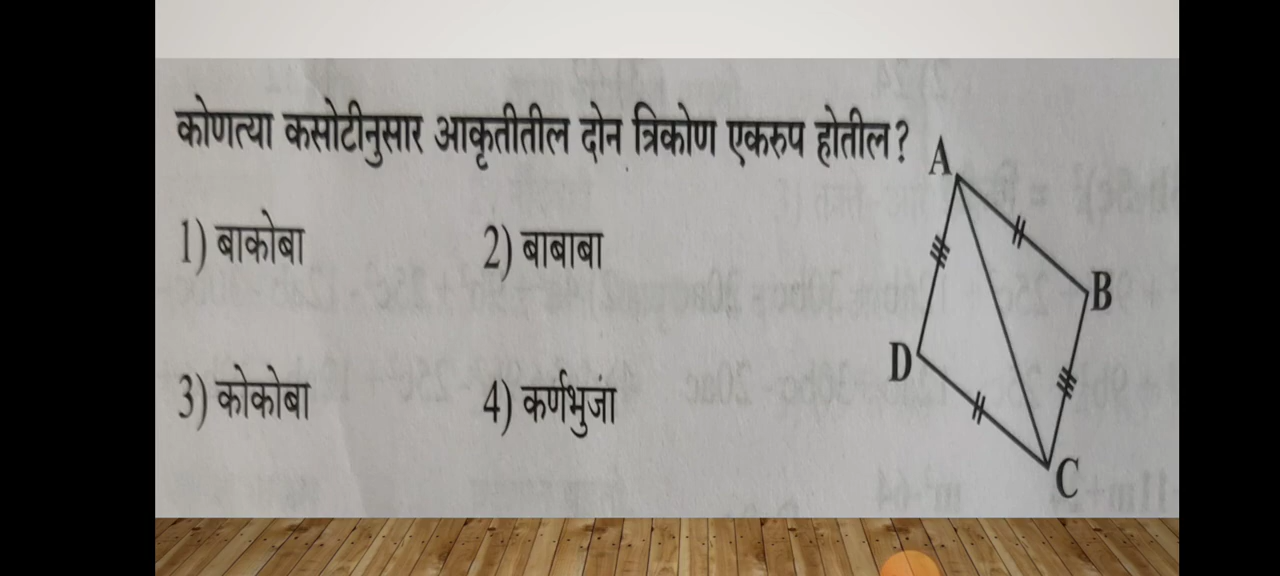 कोणत्या कसोटीनुसार आकृतीतील दोन त्रिकोण एकरुप होतील?
1) बाकोबा 2) बाबाबा
3) कोकोबा 4) कर्णभुजा
A
B
D
C